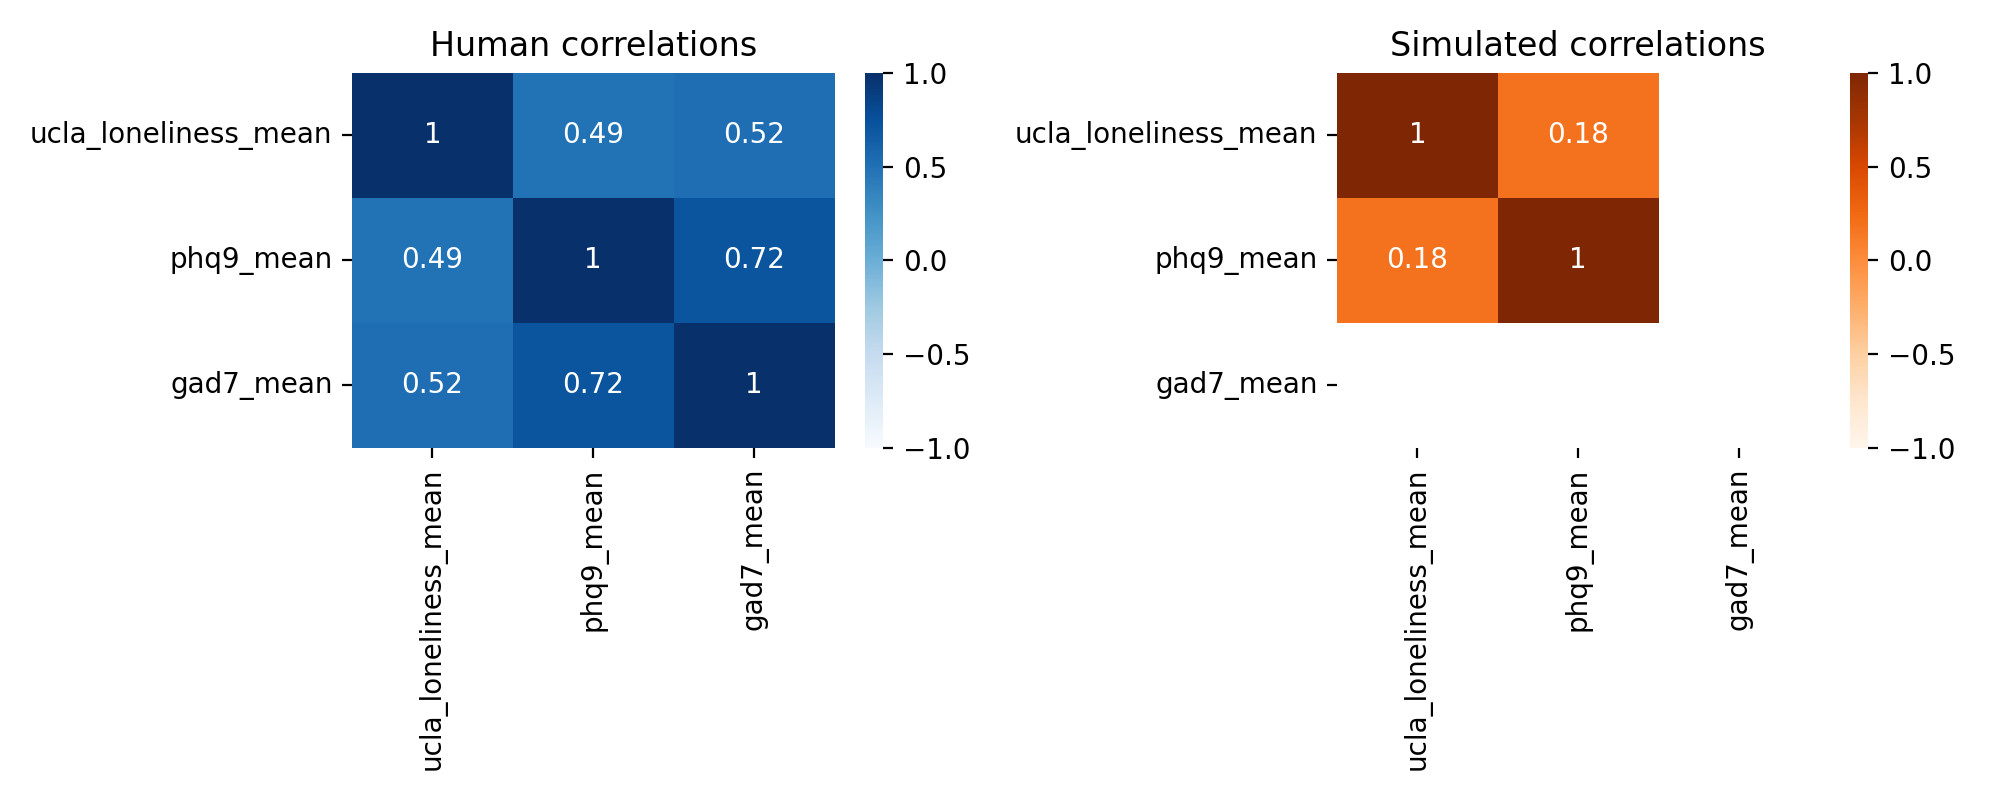 Human correlations
ucla_loneliness_mean
phq9_mean
gad7_mean
1 0.49 0.52
0.49 1 0.72
0.52 0.72 1
ucla_loneliness_mean
phq9_mean
gad7_mean
1.0
0.5
0.0
−0.5
−1.0
Simulated correlations
ucla_loneliness_mean
phq9_mean
gad7_mean
1 0.18
0.18 1
ucla_loneliness_mean
phq9_mean
gad7_mean
1.0
0.5
0.0
−0.5
−1.0